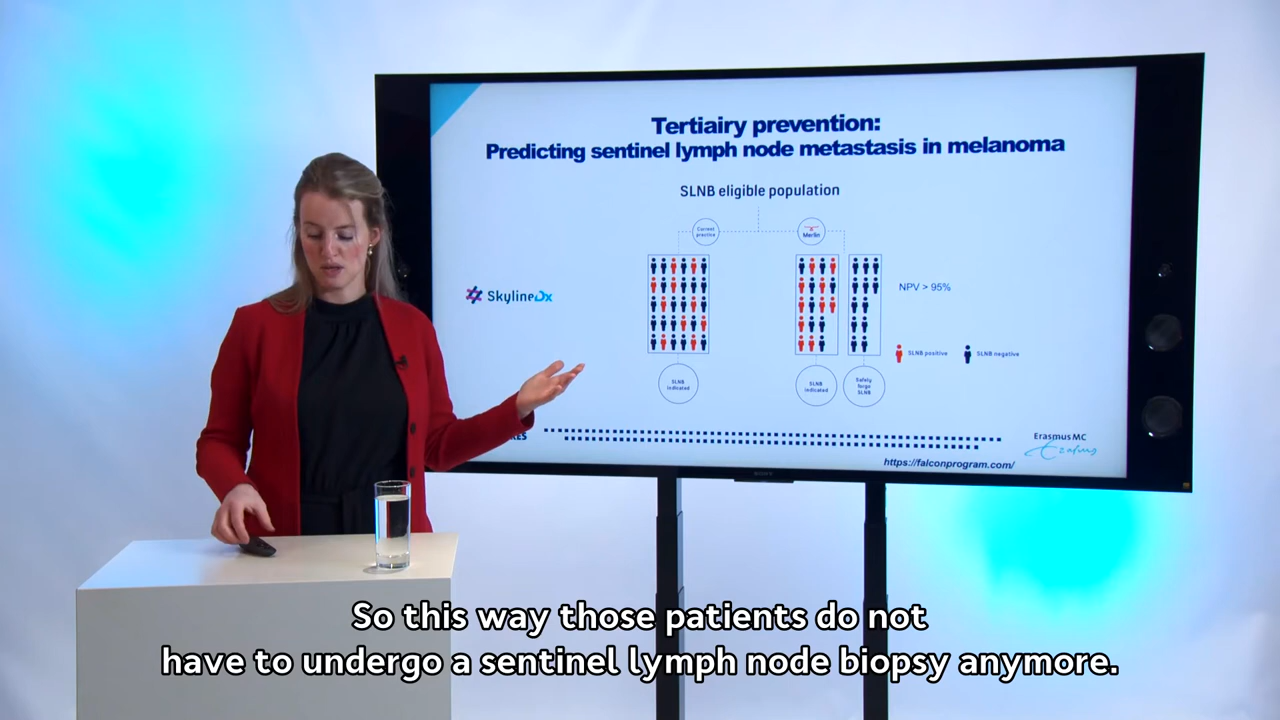 Tertiairy prevention:
Predicting sentinel lymph node metastasis in melanoma
SLNB eligible population
Current
practice
Merlin
SkylineDx
NPV > 95%
SLNB positive
SLNB negative
SLNB
indicated
SLNB
indicated
Safely
forgo
SLNB
Erasmus MC
Erasmus
https://falconprogram.com/
SONY
So this way those patients do not
have to undergo a sentinel lymph node biopsy anymore.